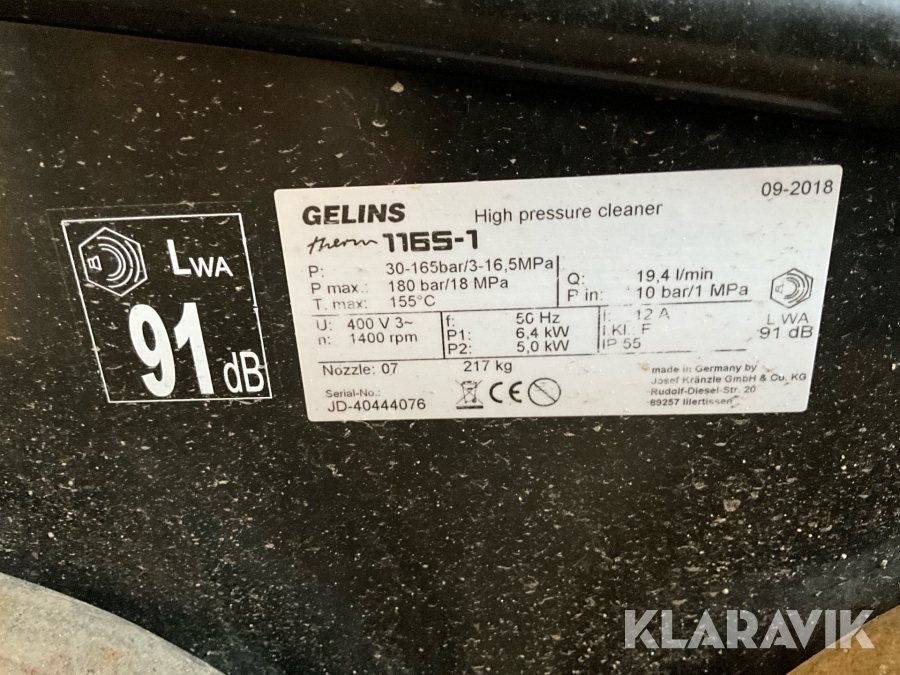 LWA
91 dB
GELINS High pressure cleaner 09-2018
therm 1165-1
P: 30-165bar/3-16,5MPa
P max.: 180 bar/18 MPa
T. max: 155°C
Q: 19,4 l/min
P in: 10 bar/1 MPa
LWA
91 dB
U: 400 V 3~
n: 1400 rpm
f: 50 Hz
P1: 6,4 kW
P2: 5,0 kW
I: 12 A
I Kl. F
IP 55
Nozzle: 07 217 kg
Serial-No.:
JD-40444076
CE
made in Germany by
Josef Kränzle GmbH & Co. KG
Rudolf-Diesel-Str. 20
89257 Illertissen
KLARAVIK